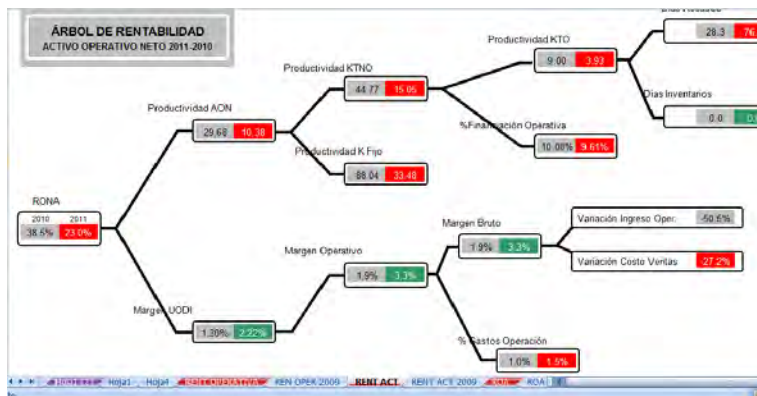 ÁRBOL DE RENTABILIDAD
ACTIVO OPERATIVO NETO 2011-2010
28.3 76.
Productividad KTO
9.00 3.93
Productividad KTNO
44.77 15.05
Días Inventarios
0.0
Productividad AON
29.68 10.38
%Financiación Operativa
10.08% 9.61%
Productividad K Fijo
88.04 33.48
RONA
2010 2011
38.5% 23.0%
Margen Bruto
1.9% 3.3%
Variación Ingreso Oper. -50.6%
Margen Operativo
1.9% 3.3%
Variación Costo Ventas -27.2%
Margen UODI
1.30% 2.22%
% Gastos Operación
1.0% 1.5%
Hoja1 Hoja4 RENT OPERATIVA REN OPER 2009 RENT ACT RENT ACT 2009 ROA ROA